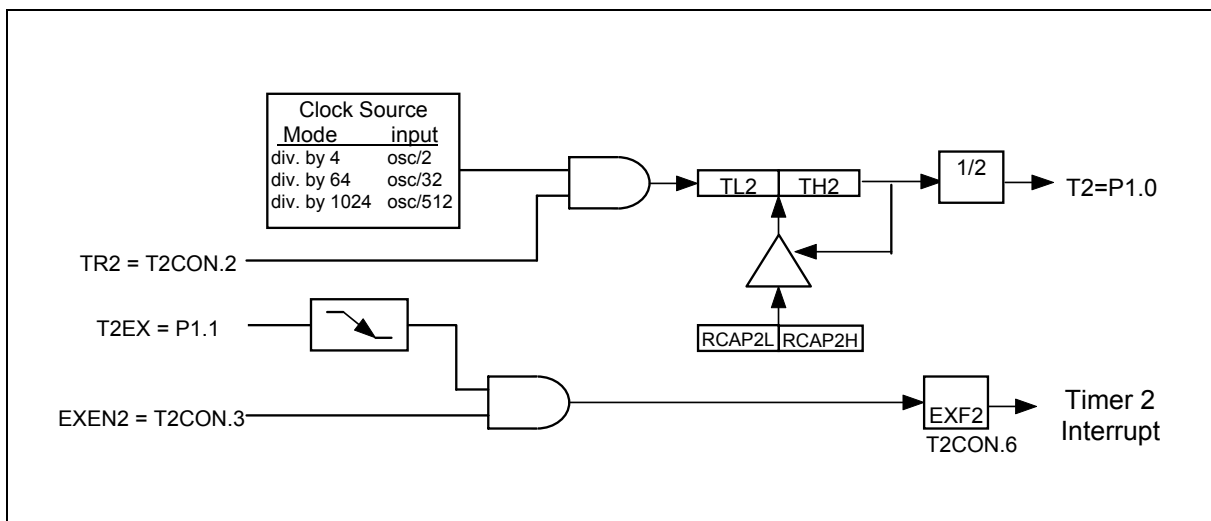 Clock Source
Mode input
div. by 4 osc/2
div. by 64 osc/32
div. by 1024 osc/512
TL2 TH2
1/2
T2=P1.0
TR2 = T2CON.2
T2EX = P1.1
RCAP2L RCAP2H
EXEN2 = T2CON.3
EXF2
T2CON.6
Timer 2
Interrupt